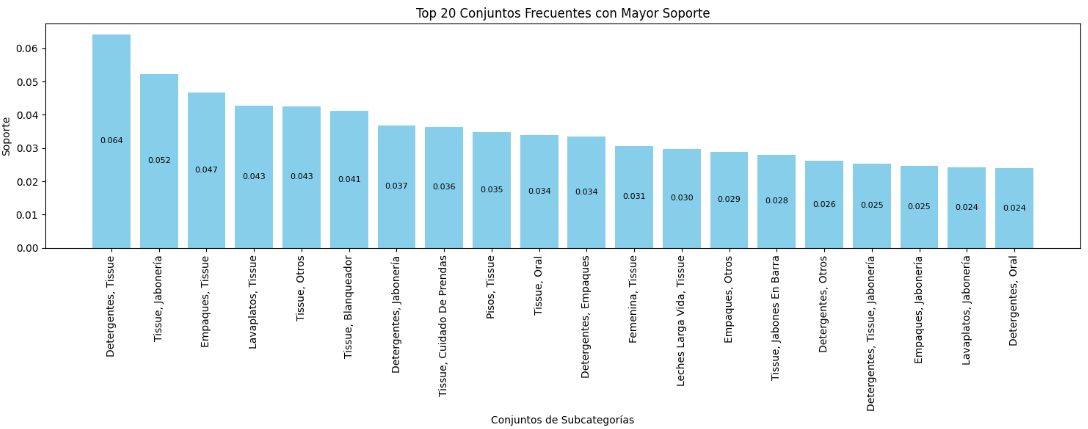 Top 20 Conjuntos Frecuentes con Mayor Soporte
Soporte
0.06
0.05
0.04
0.03
0.02
0.01
0.00
0.064
0.052
0.047
0.043
0.043
0.041
0.037
0.036
0.035
0.034
0.034
0.031
0.030
0.029
0.028
0.026
0.025
0.025
0.024
0.024
Detergentes, Tissue
Tissue, Jabonería
Empaques, Tissue
Lavaplatos, Tissue
Tissue, Otros
Tissue, Blanqueador
Detergentes, Jabonería
Tissue, Cuidado De Prendas
Pisos, Tissue
Tissue, Oral
Detergentes, Empaques
Femenina, Tissue
Leches Larga Vida, Tissue
Empaques, Otros
Tissue, Jabones En Barra
Detergentes, Otros
Detergentes, Tissue, Jabonería
Empaques, Jabonería
Lavaplatos, Jabonería
Detergentes, Oral
Conjuntos de Subcategorías